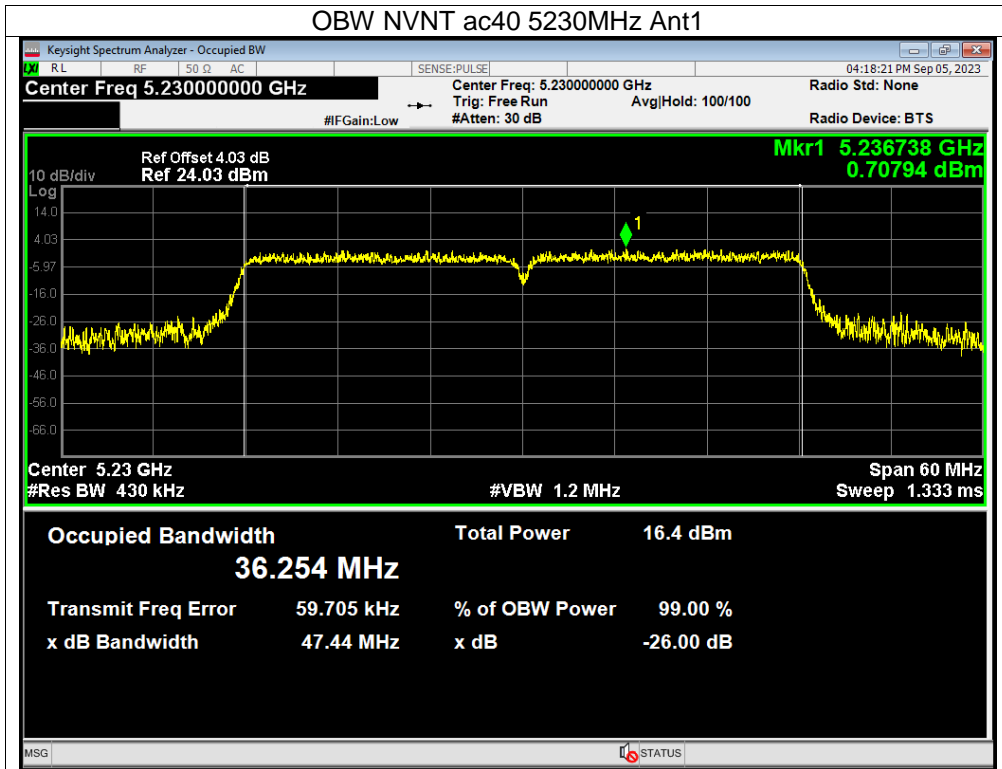 OBW NVNT ac40 5230MHz Ant1
Keysight Spectrum Analyzer - Occupied BW
LXI RL RF 50 Ω AC SENSE:PULSE 04:18:21 PM Sep 05, 2023
Center Freq 5.230000000 GHz Center Freq: 5.230000000 GHz Radio Std: None
Trig: Free Run Avg|Hold: 100/100
#IFGain:Low #Atten: 30 dB Radio Device: BTS
Mkr1 5.236738 GHz
Ref Offset 4.03 dB
10 dB/div Ref 24.03 dBm 0.70794 dBm
Log
14.0
1
4.03
-5.97
-16.0
-26.0
-36.0
-46.0
-56.0
-66.0
Center 5.23 GHz Span 60 MHz
#Res BW 430 kHz #VBW 1.2 MHz Sweep 1.333 ms
Occupied Bandwidth Total Power 16.4 dBm
36.254 MHz
Transmit Freq Error 59.705 kHz % of OBW Power 99.00 %
x dB Bandwidth 47.44 MHz x dB -26.00 dB
MSG STATUS